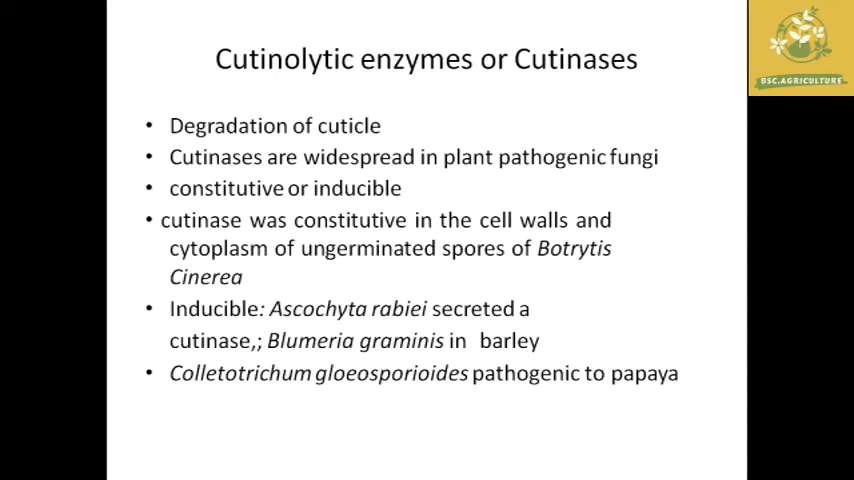 Cutinolytic enzymes or Cutinases
BSC.AGRICULTURE
• Degradation of cuticle
• Cutinases are widespread in plant pathogenic fungi
• constitutive or inducible
• cutinase was constitutive in the cell walls and
cytoplasm of ungerminated spores of Botrytis
Cinerea
• Inducible: Ascochyta rabiei secreted a
cutinase,; Blumeria graminis in barley
• Colletotrichum gloeosporioides pathogenic to papaya